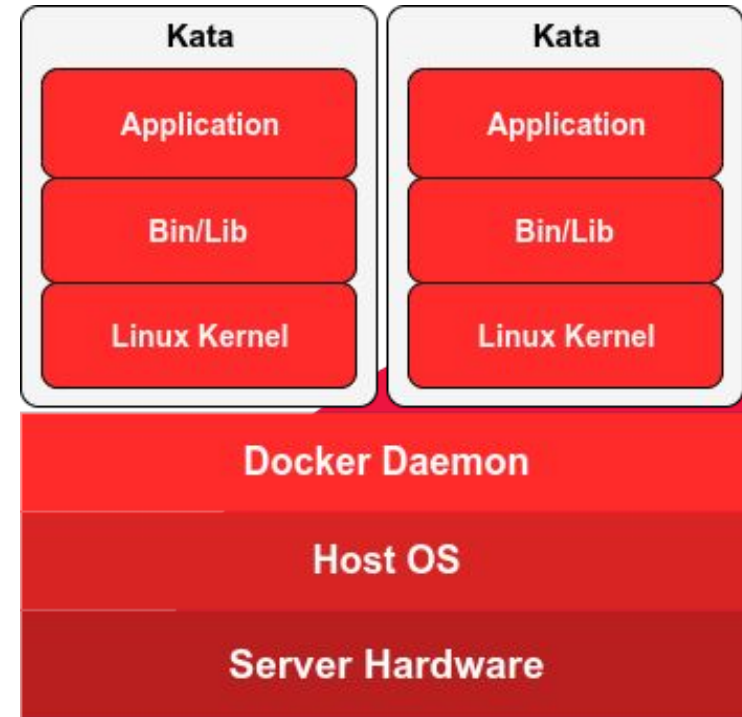 Kata
Application
Bin/Lib
Linux Kernel
Kata
Application
Bin/Lib
Linux Kernel
Docker Daemon
Host OS
Server Hardware